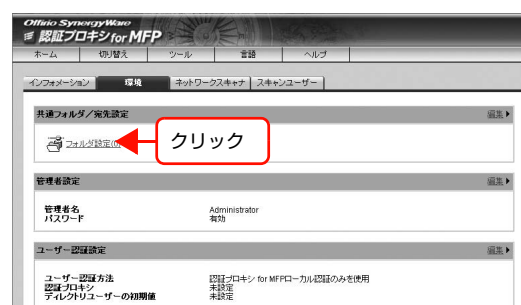 Offirio SynergyWare
認証プロキシ for MFP
ホーム 切り替え ツール 言語 ヘルプ
インフォメーション 環境 ネットワークスキャナ スキャンユーザー
共通フォルダ/宛先設定 編集
フォルダ設定 クリック
管理者設定 編集
管理者名 Administrator
パスワード 有効
ユーザー認証設定 編集
ユーザー認証方法 認証プロキシ for MFPローカル認証のみを使用
認証プロキシ 未設定
ディレクトリユーザーの初期値 未設定